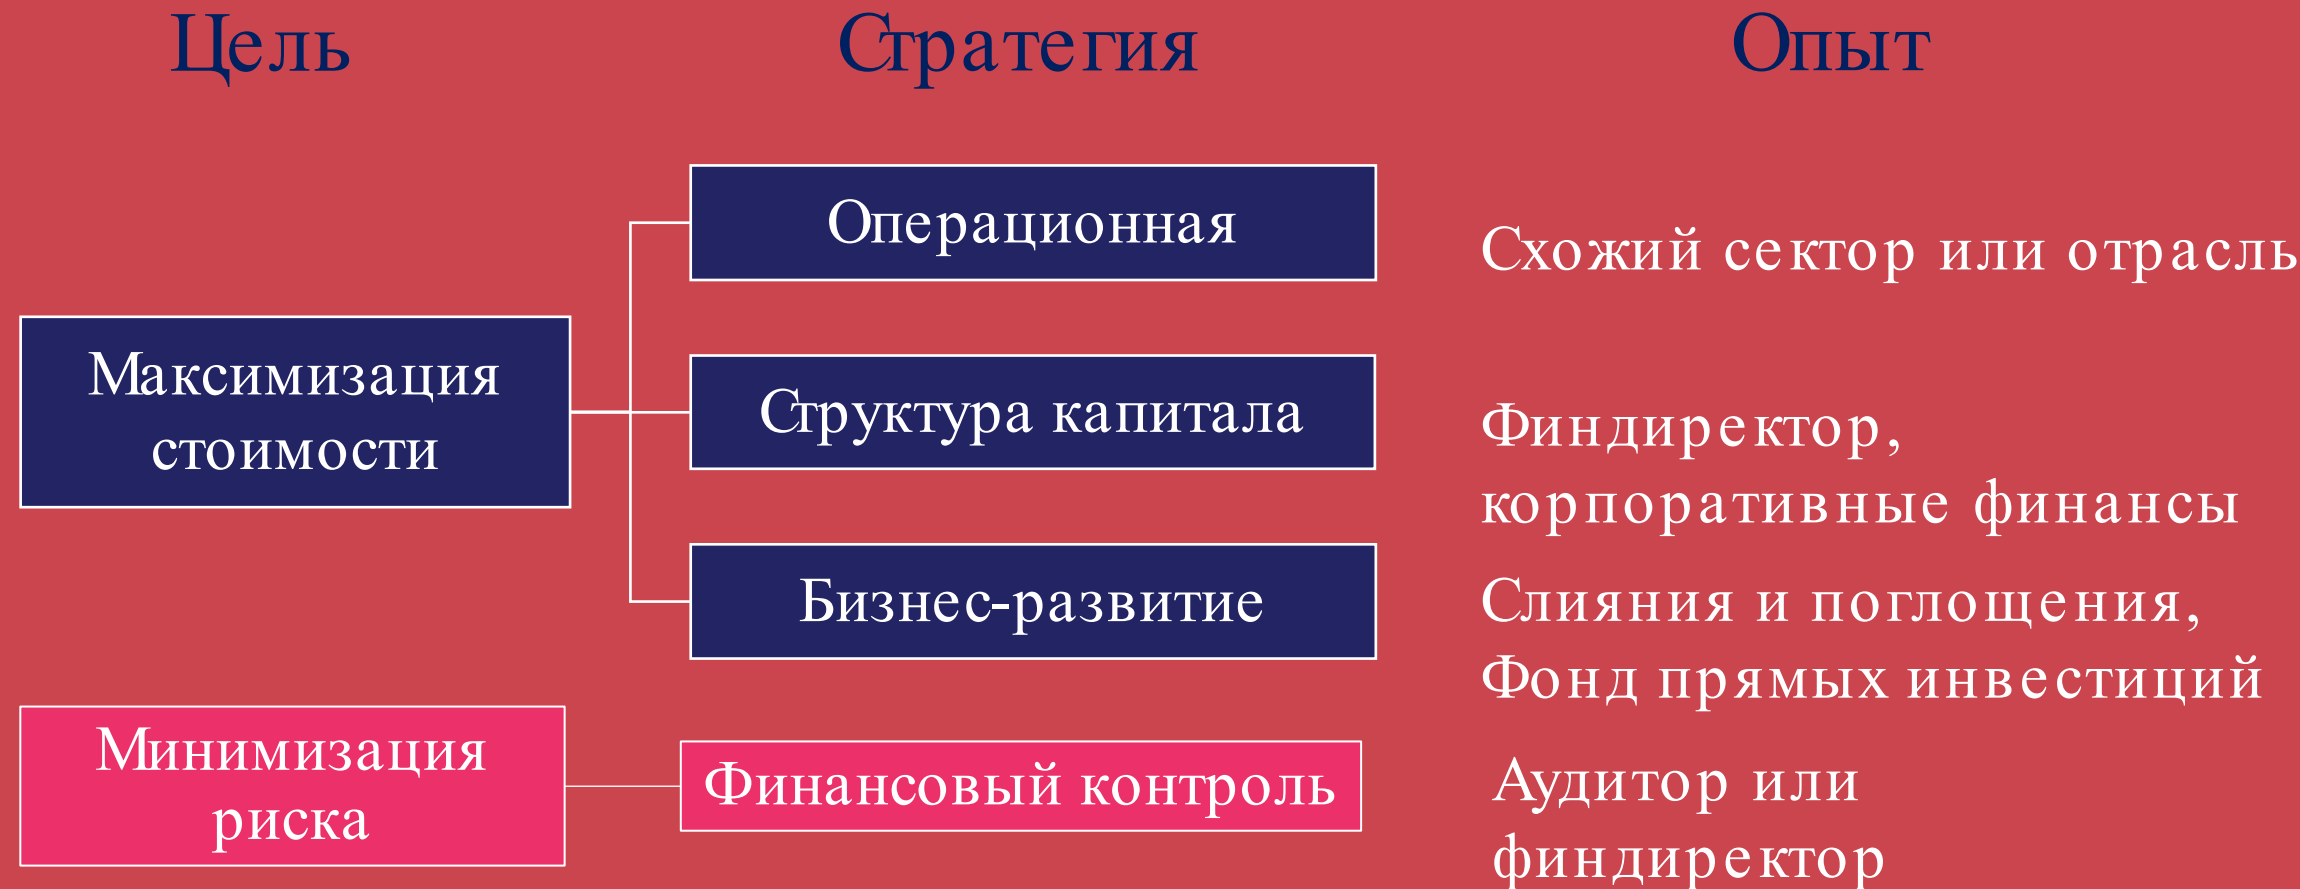 Цель
Стратегия
Опыт
Операционная
Схожий сектор или отрасль
Максимизация
стоимости
Структура капитала
Финдиректор,
корпоративные финансы
Бизнес-развитие
Слияния и поглощения,
Фонд прямых инвестиций
Минимизация
риска
Финансовый контроль
Аудитор или
финдиректор